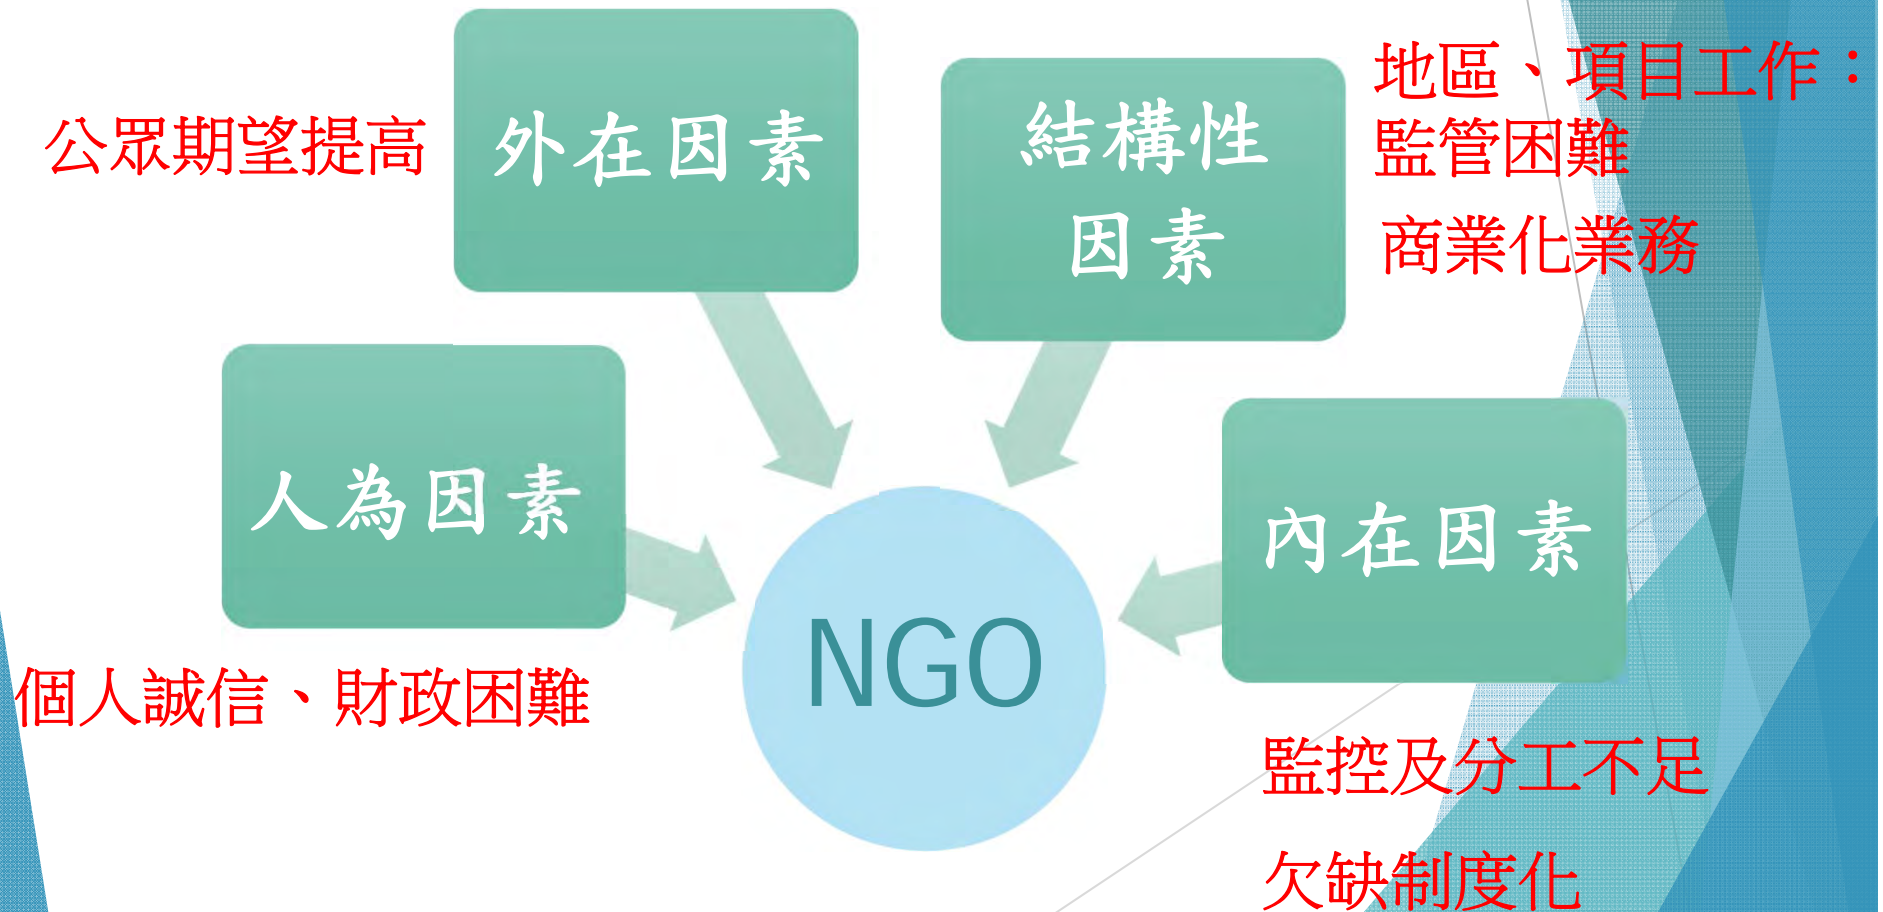 公眾期望提高
外在因素
結構性
因素
地區、項目工作：
監管困難
商業化業務
人為因素
個人誠信、財政困難
內在因素
監控及分工不足
欠缺制度化
NGO